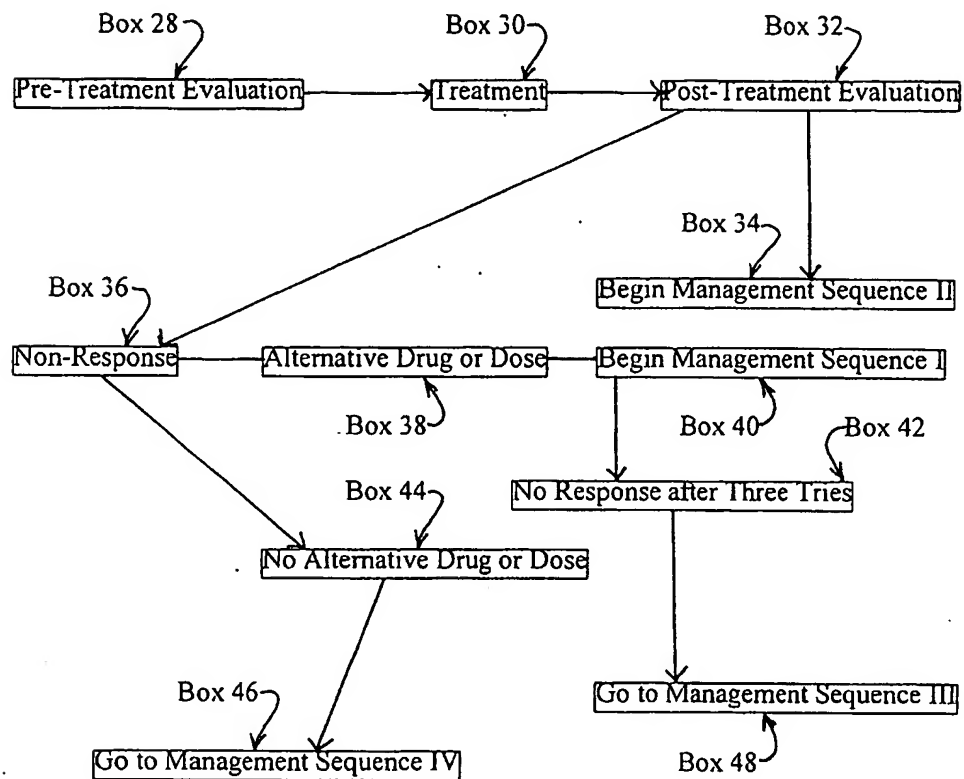 Box 28
Box 30
Box 32
Pre-Treatment Evaluation
Treatment
Post-Treatment Evaluation
Box 34
Begin Management Sequence II
Box 36
Non-Response
Alternative Drug or Dose
Begin Management Sequence I
Box 38
Box 40
Box 42
Box 44
No Response after Three Tries
No Alternative Drug or Dose
Box 46
Go to Management Sequence III
Go to Management Sequence IV
Box 48